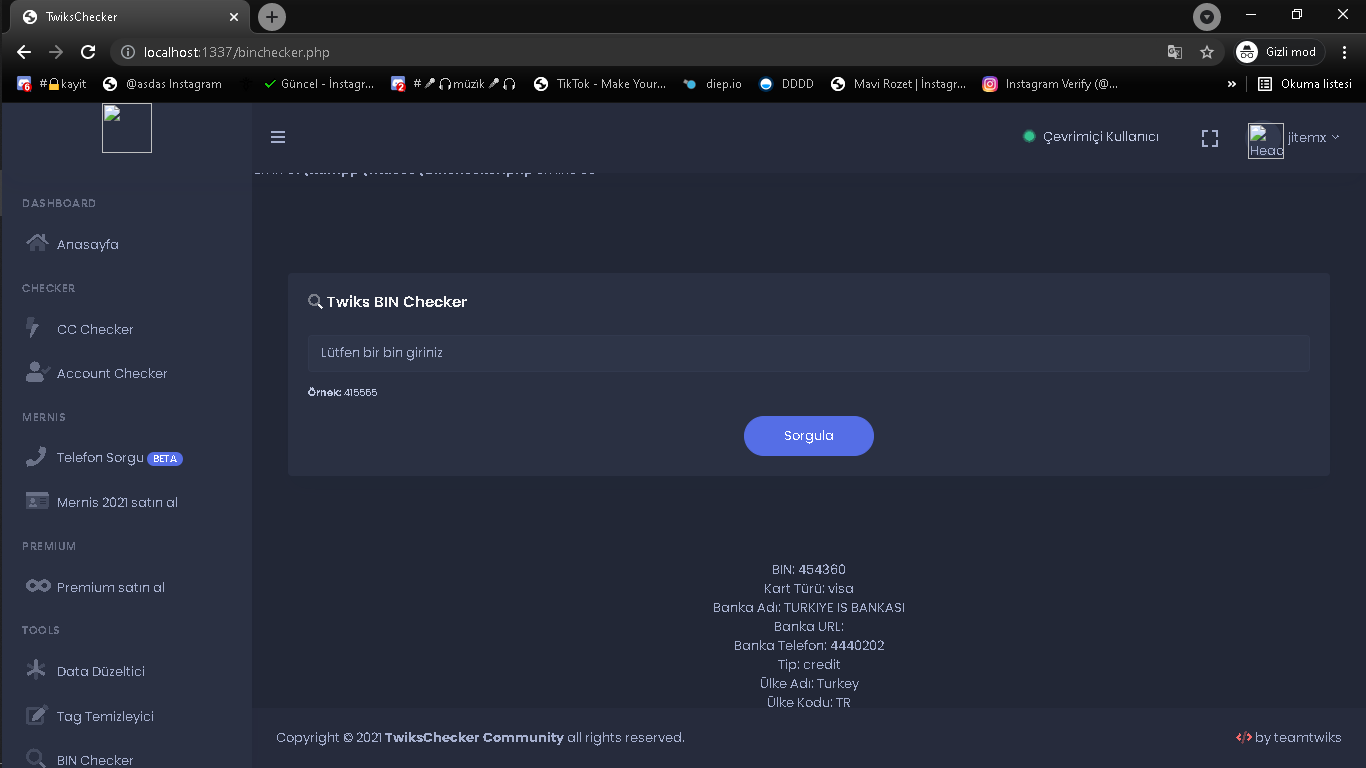 TwiksChecker
localhost:1337/binchecker.php
Gizli mod
#🔒kayit
@asdas Instagram
Güncel - İnstagr...
#🎤🎧müzik🎤🎧
TikTok - Make Your...
diep.io
DDDD
Mavi Rozet | İnstagr...
Instagram Verify (@...
»
Okuma listesi
Çevrimiçi Kullanıcı
Head
jitemx
DASHBOARD
Anasayfa
CHECKER
CC Checker
Account Checker
MERNIS
Telefon Sorgu BETA
Mernis 2021 satın al
PREMIUM
Premium satın al
TOOLS
Data Düzeltici
Tag Temizleyici
BIN Checker
Twiks BIN Checker
Lütfen bir bin giriniz
Örnek: 415565
Sorgula
BIN: 454360
Kart Türü: visa
Banka Adı: TURKIYE IS BANKASI
Banka URL:
Banka Telefon: 4440202
Tip: credit
Ülke Adı: Turkey
Ülke Kodu: TR
Copyright © 2021 TwiksChecker Community all rights reserved.
</> by teamtwiks